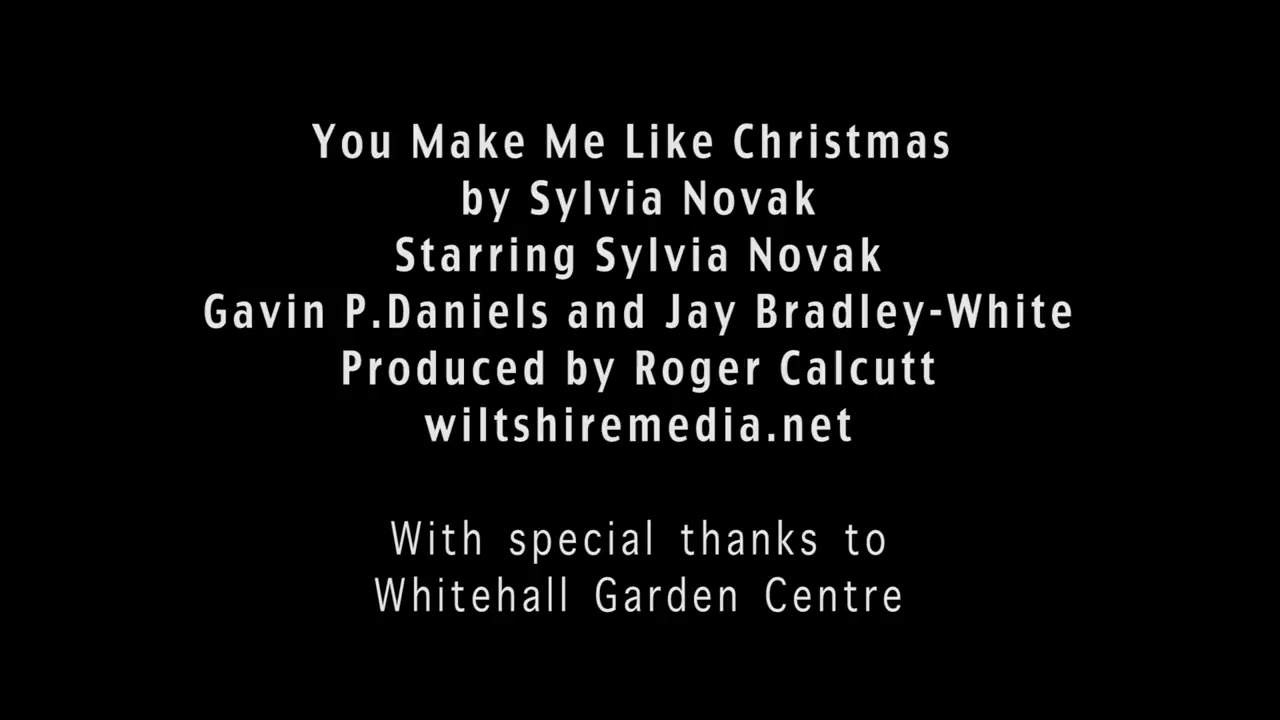 You Make Me Like Christmas
by Sylvia Novak
Starring Sylvia Novak
Gavin P.Daniels and Jay Bradley-White
Produced by Roger Calcutt
wiltshiremedia.net
With special thanks to
Whitehall Garden Centre